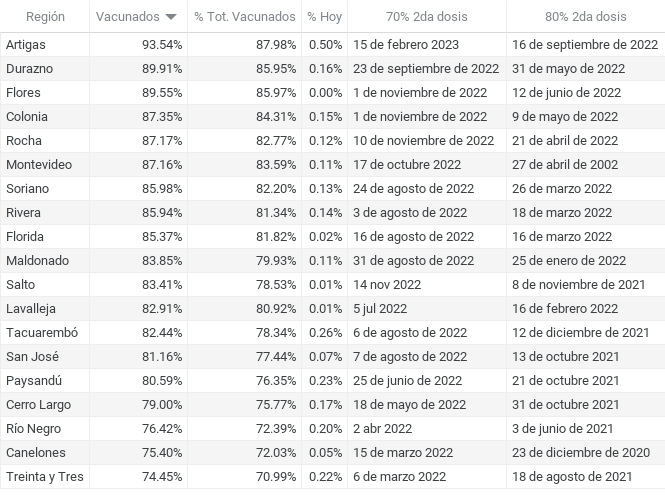 Región Vacunados % Tot. Vacunados % Hoy 70% 2da dosis 80% 2da dosis
Artigas 93.54% 87.98% 0.50% 15 de febrero 2023 16 de septiembre de 2022
Durazno 89.91% 85.95% 0.16% 23 de septiembre de 2022 31 de mayo de 2022
Flores 89.55% 85.97% 0.00% 1 de noviembre de 2022 12 de junio de 2022
Colonia 87.35% 84.31% 0.15% 1 de noviembre de 2022 9 de mayo de 2022
Rocha 87.17% 82.77% 0.12% 10 de noviembre de 2022 21 de abril de 2022
Montevideo 87.16% 83.59% 0.11% 17 de octubre 2022 27 de abril de 2002
Soriano 85.98% 82.20% 0.13% 24 de agosto de 2022 26 de marzo 2022
Rivera 85.94% 81.34% 0.14% 3 de agosto de 2022 18 de marzo 2022
Florida 85.37% 81.82% 0.02% 16 de agosto de 2022 16 de marzo 2022
Maldonado 83.85% 79.93% 0.11% 31 de agosto de 2022 25 de enero de 2022
Salto 83.41% 78.53% 0.01% 14 nov 2022 8 de noviembre de 2021
Lavalleja 82.91% 80.92% 0.01% 5 jul 2022 16 de febrero 2022
Tacuarembó 82.44% 78.34% 0.26% 6 de agosto de 2022 12 de diciembre de 2021
San José 81.16% 77.44% 0.07% 7 de agosto de 2022 13 de octubre 2021
Paysandú 80.59% 76.35% 0.23% 25 de junio de 2022 21 de octubre 2021
Cerro Largo 79.00% 75.77% 0.17% 18 de mayo de 2022 31 de octubre 2021
Río Negro 76.42% 72.39% 0.20% 2 abr 2022 3 de junio de 2021
Canelones 75.40% 72.03% 0.05% 15 de marzo 2022 23 de diciembre de 2020
Treinta y Tres 74.45% 70.99% 0.22% 6 de marzo 2022 18 de agosto de 2021